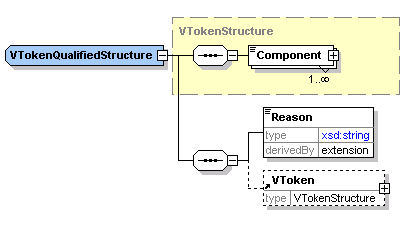 VTokenStructure
VTokenQualifiedStructure
Component
1..∞
Reason
type xsd:string
derivedBy extension
VToken
type VTokenStructure